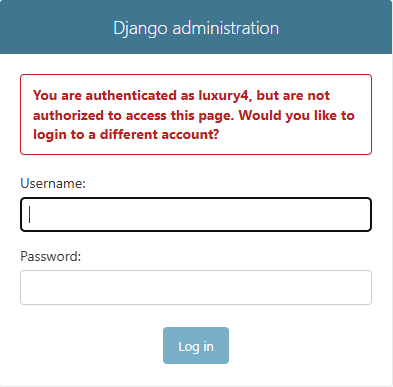 Django administration
You are authenticated as luxury4, but are not
authorized to access this page. Would you like to
login to a different account?
Username:
Password:
Log in